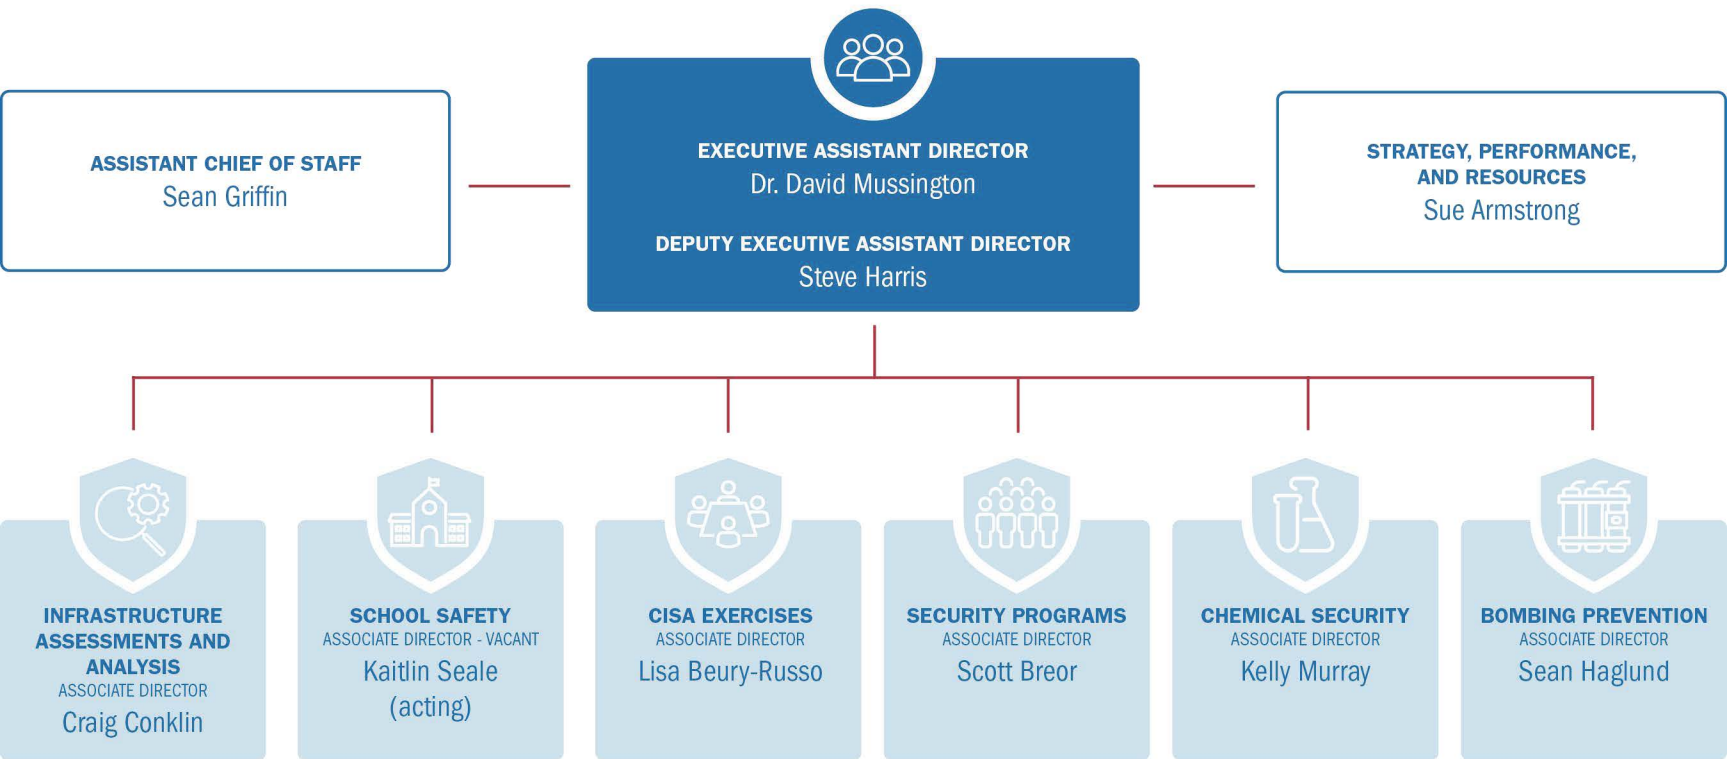 ASSISTANT CHIEF OF STAFF
Sean Griffin
EXECUTIVE ASSISTANT DIRECTOR
Dr. David Mussington
DEPUTY EXECUTIVE ASSISTANT DIRECTOR
Steve Harris
STRATEGY, PERFORMANCE,
AND RESOURCES
Sue Armstrong
INFRASTRUCTURE
ASSESSMENTS AND
ANALYSIS
ASSOCIATE DIRECTOR
Craig Conklin
SCHOOL SAFETY
ASSOCIATE DIRECTOR - VACANT
Kaitlin Seale
(acting)
CISA EXERCISES
ASSOCIATE DIRECTOR
Lisa Beury-Russo
SECURITY PROGRAMS
ASSOCIATE DIRECTOR
Scott Breor
CHEMICAL SECURITY
ASSOCIATE DIRECTOR
Kelly Murray
BOMBING PREVENTION
ASSOCIATE DIRECTOR
Sean Haglund